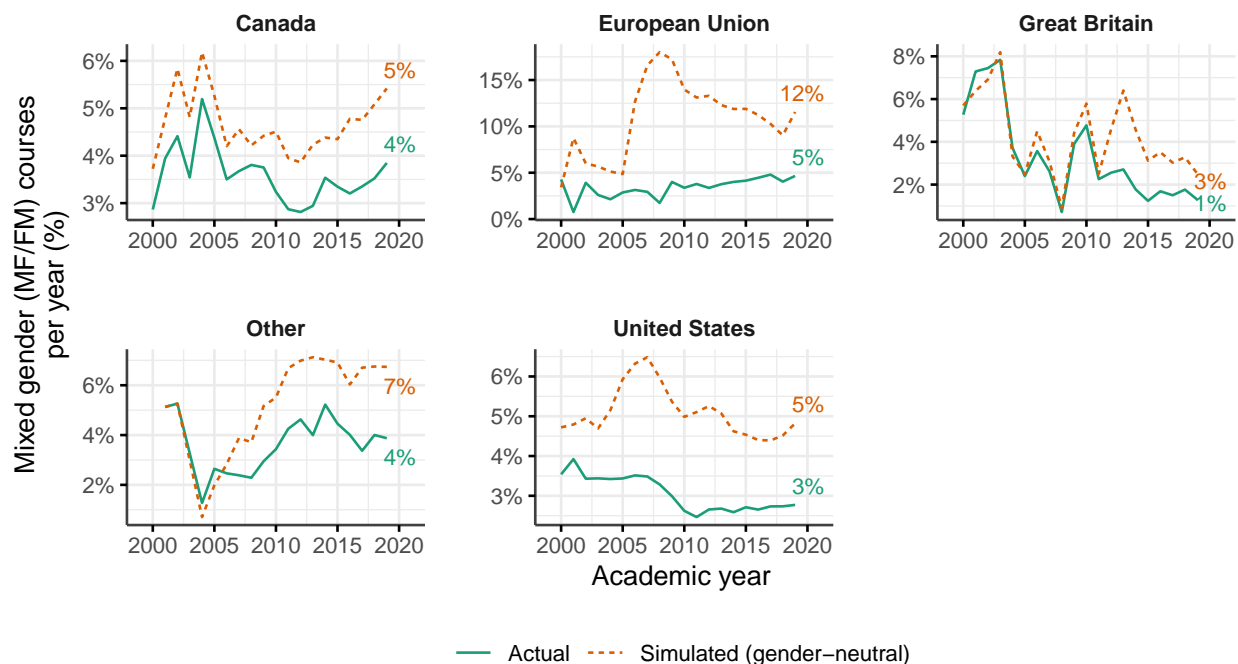 Canada
European Union
Great Britain
6%
5%
4%
3%
5%
4%
2000 2005 2010 2015 2020
15%
10%
5%
0%
12%
5%
2000 2005 2010 2015 2020
8%
6%
4%
2%
3%
1%
2000 2005 2010 2015 2020
Mixed gender (MF/FM) courses
per year (%)
Other
United States
6%
4%
2%
7%
4%
2000 2005 2010 2015 2020
6%
5%
4%
3%
5%
3%
2000 2005 2010 2015 2020
Academic year
Actual
Simulated (gender−neutral)